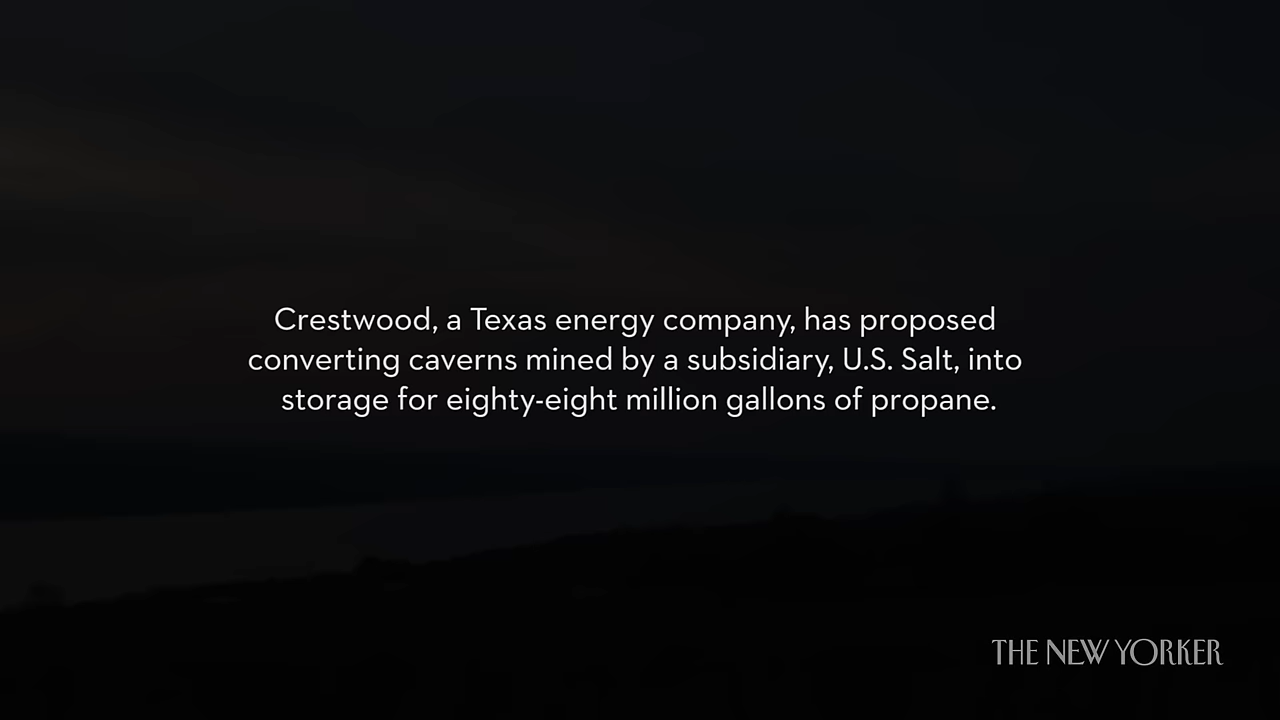 Crestwood, a Texas energy company, has proposed
converting caverns mined by a subsidiary, U.S. Salt, into
storage for eighty-eight million gallons of propane.
THE NEW YORKER